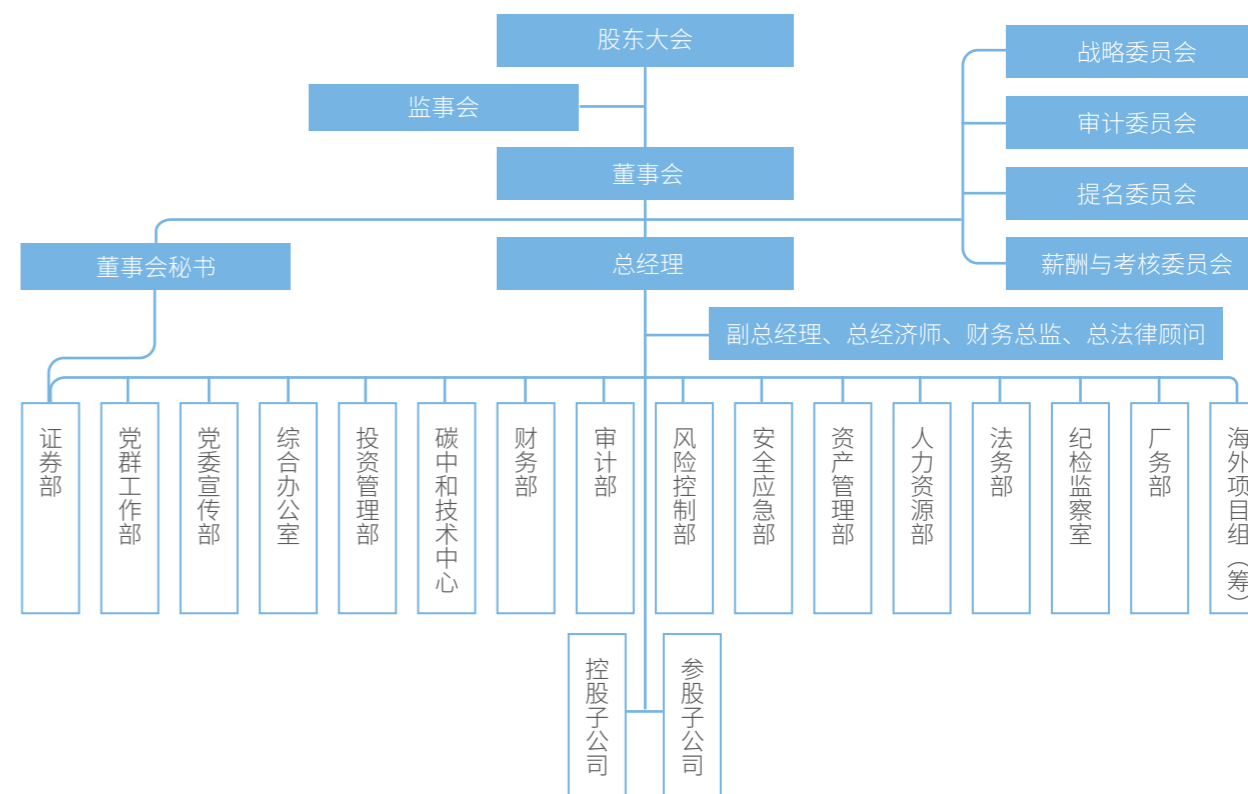 股东大会
战略委员会
监事会
审计委员会
董事会
提名委员会
董事会秘书
总经理
薪酬与考核委员会
副总经理、总经济师、财务总监、总法律顾问
证券部
党群工作部
党委宣传部
综合办公室
投资管理部
碳中和技术中心
财务部
审计部
风险控制部
安全应急部
资产管理部
人力资源部
法务部
纪检监察室
厂务部
海外项目组（筹）
控股子公司
参股子公司